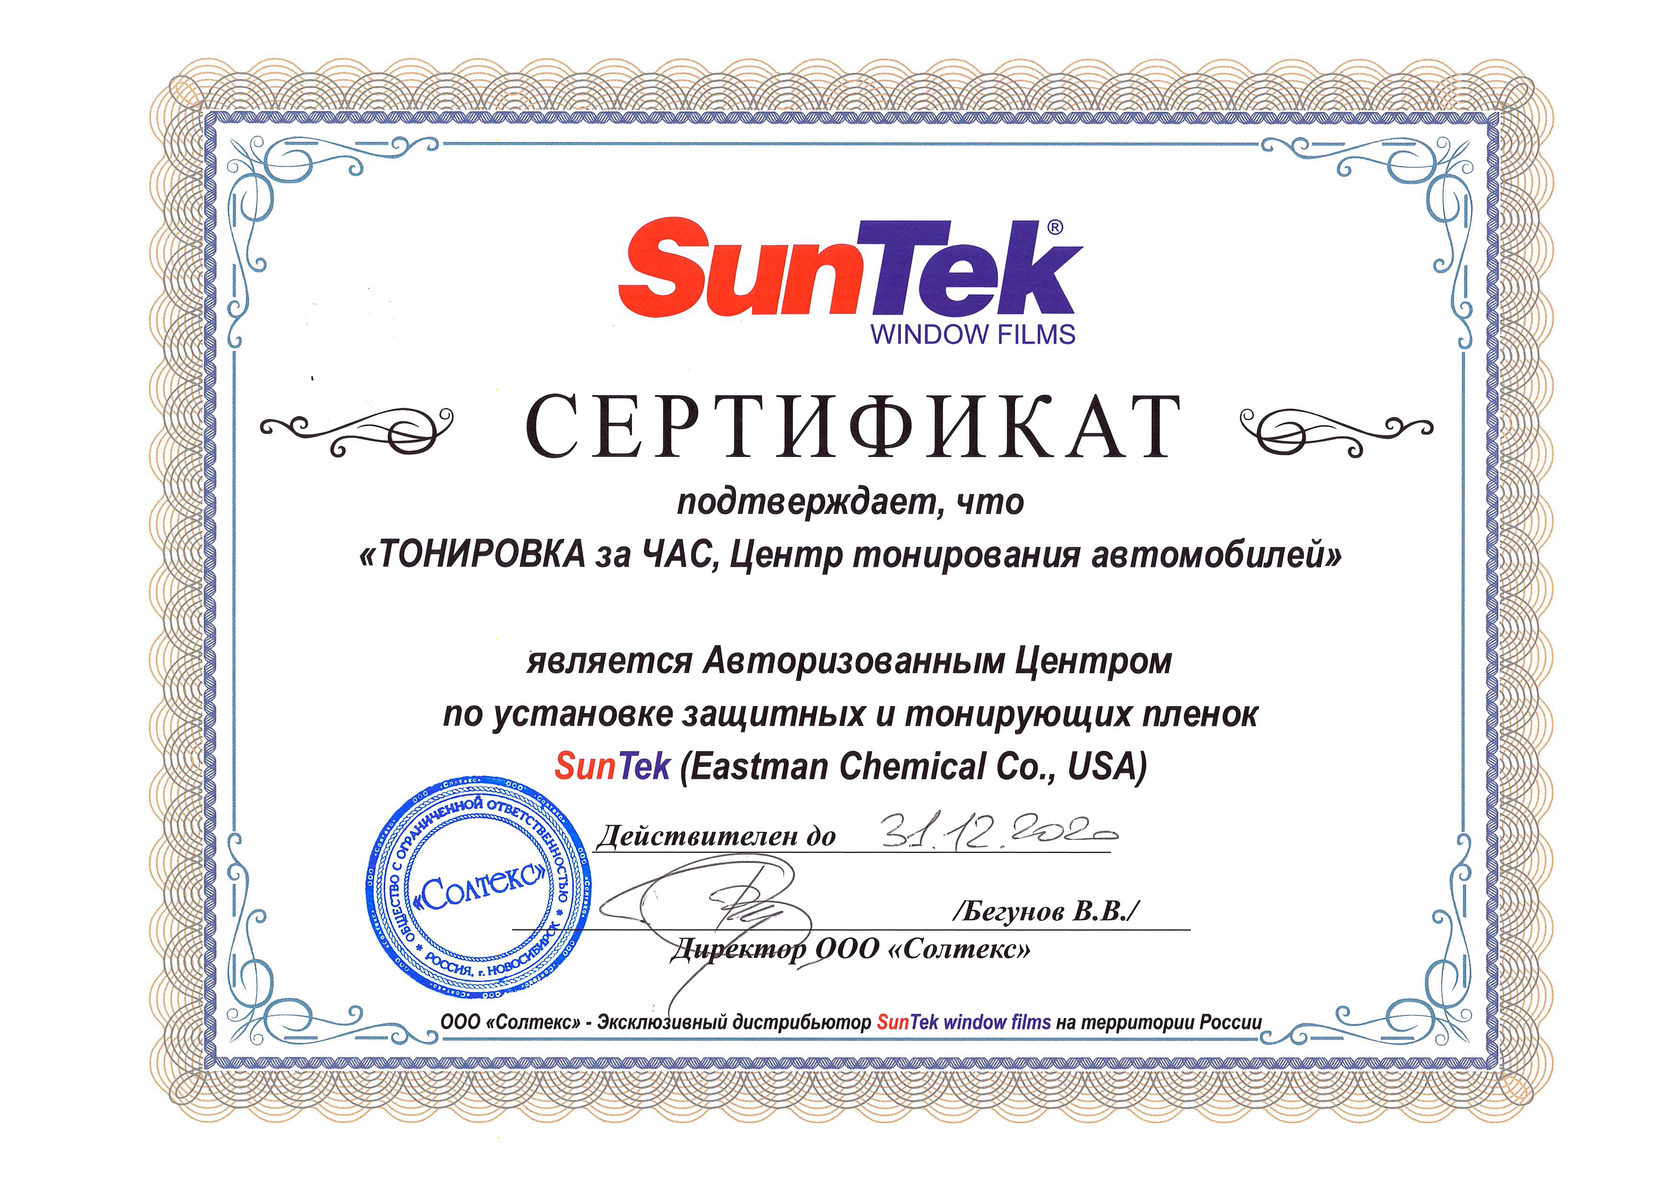 SunTek®
WINDOW FILMS
СЕРТИФИКАТ
подтверждает, что
«ТОНИРОВКА за ЧАС, Центр тонирования автомобилей»
является Авторизованным Центром
по установке защитных и тонирующих пленок
SunTek (Eastman Chemical Co., USA)
Действителен до 31.12.2020
/Бегунов В.В./
Директор ООО «Солтекс»
ОБЩЕСТВО С ОГРАНИЧЕННОЙ ОТВЕТСТВЕННОСТЬЮ
«Солтекс»
* РОССИЯ, г. НОВОСИБИРСК *
ООО «Солтекс» - Эксклюзивный дистрибьютор SunTek window films на территории России